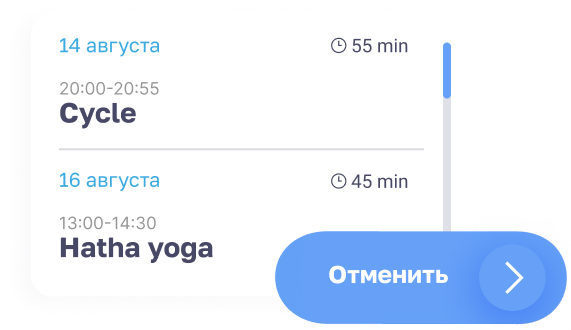 14 августа
55 min
20:00-20:55
Cycle
16 августа
45 min
13:00-14:30
Hatha yoga
Отменить